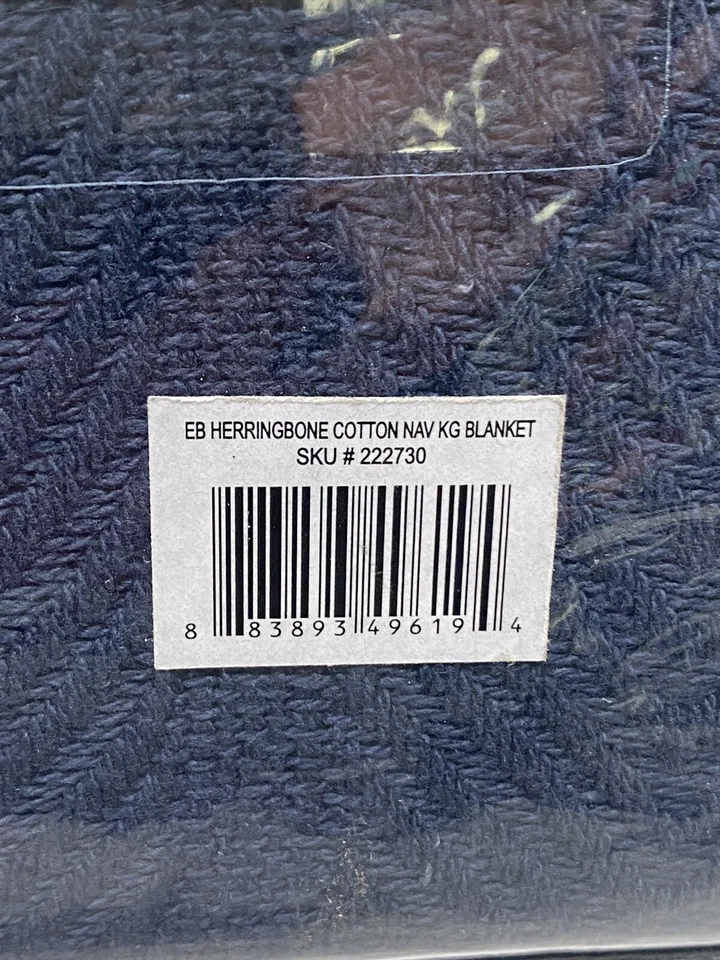 EB HERRINGBONE COTTON NAV KG BLANKET
SKU # 222730
8 83893 49619 4